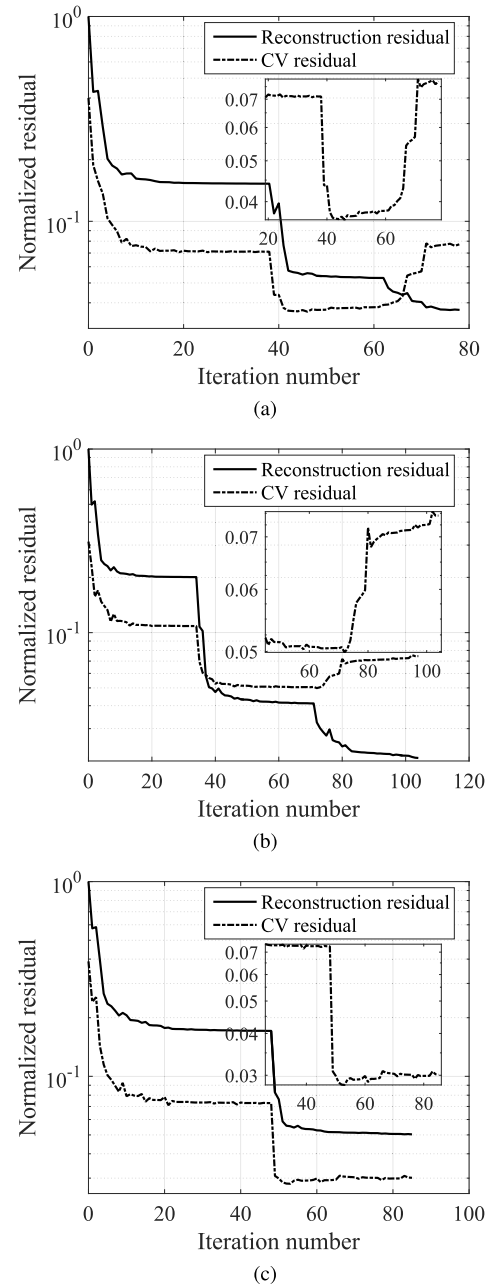 10^0
Reconstruction residual
CV residual
0.07
0.06
0.05
0.04
20 40 60
10^-1
Normalized residual
0 20 40 60 80
Iteration number
(a)
10^0
Reconstruction residual
CV residual
0.07
0.06
0.05
60 80 100
10^-1
Normalized residual
0 20 40 60 80 100 120
Iteration number
(b)
10^0
Reconstruction residual
CV residual
0.07
0.06
0.05
0.04
0.03
40 60 80
10^-1
Normalized residual
0 20 40 60 80 100
Iteration number
(c)